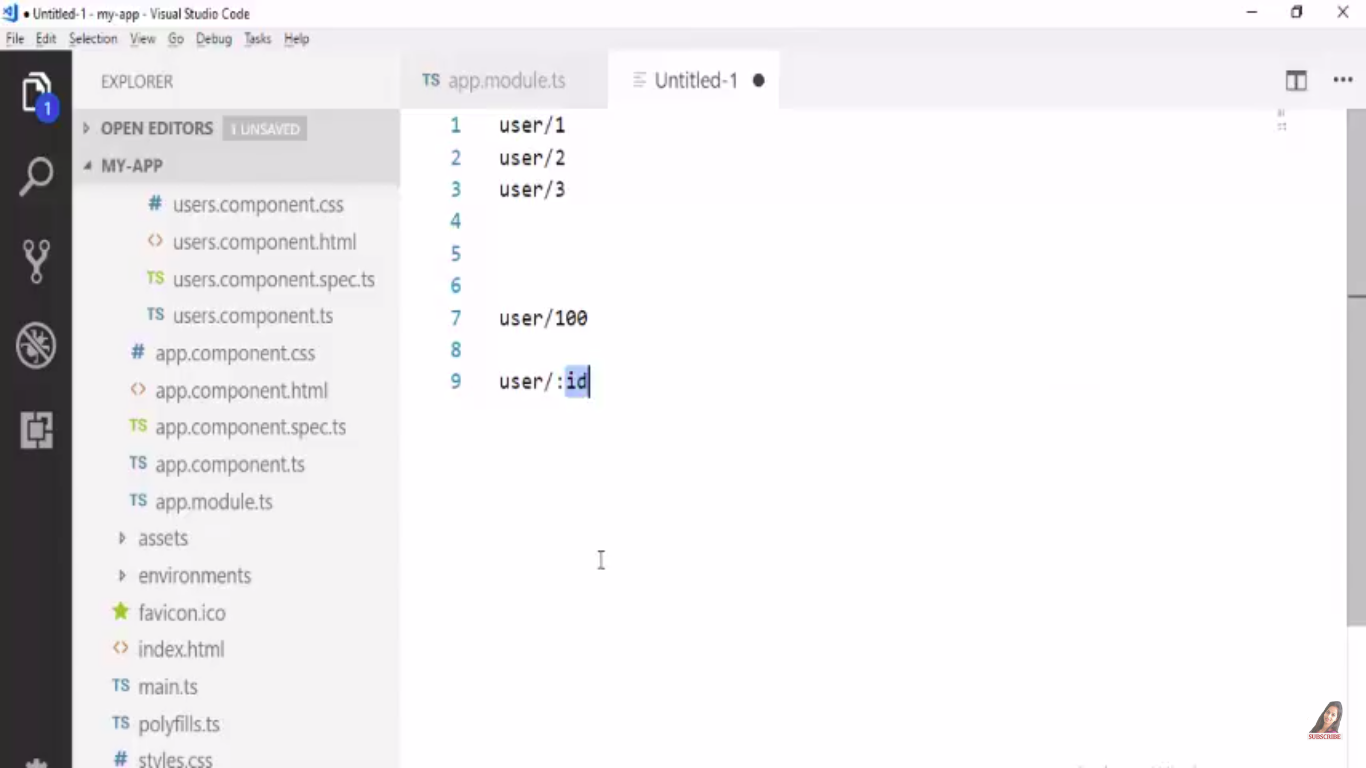 Untitled-1 - my-app - Visual Studio Code
File Edit Selection View Go Debug Tasks Help
EXPLORER
OPEN EDITORS 1 UNSAVED
MY-APP
1
# users.component.css
<> users.component.html
TS users.component.spec.ts
TS users.component.ts
# app.component.css
<> app.component.html
TS app.component.spec.ts
TS app.component.ts
TS app.module.ts
assets
environments
favicon.ico
<> index.html
TS main.ts
TS polyfills.ts
# styles.css
TS app.module.ts Untitled-1
1 user/1
2 user/2
3 user/3
4
5
6
7 user/100
8
9 user/:id
SUBSCRIBE